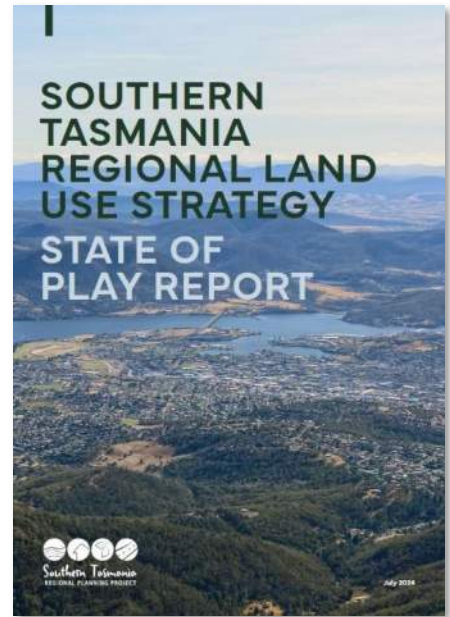 SOUTHERN
TASMANIA
REGIONAL LAND
USE STRATEGY
STATE OF
PLAY REPORT
Southern Tasmania
REGIONAL PLANNING PROJECT
July 2024